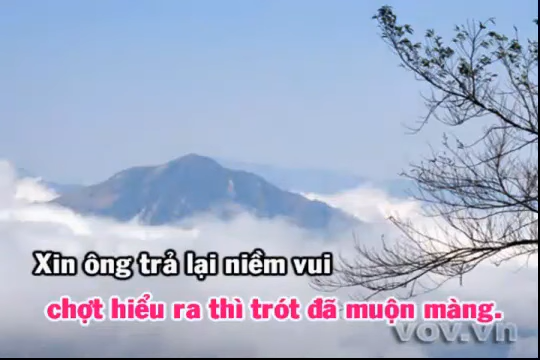 Xin ông trả lại niềm vui
chợt hiểu ra thì trót đã muộn màng.
vov.vn